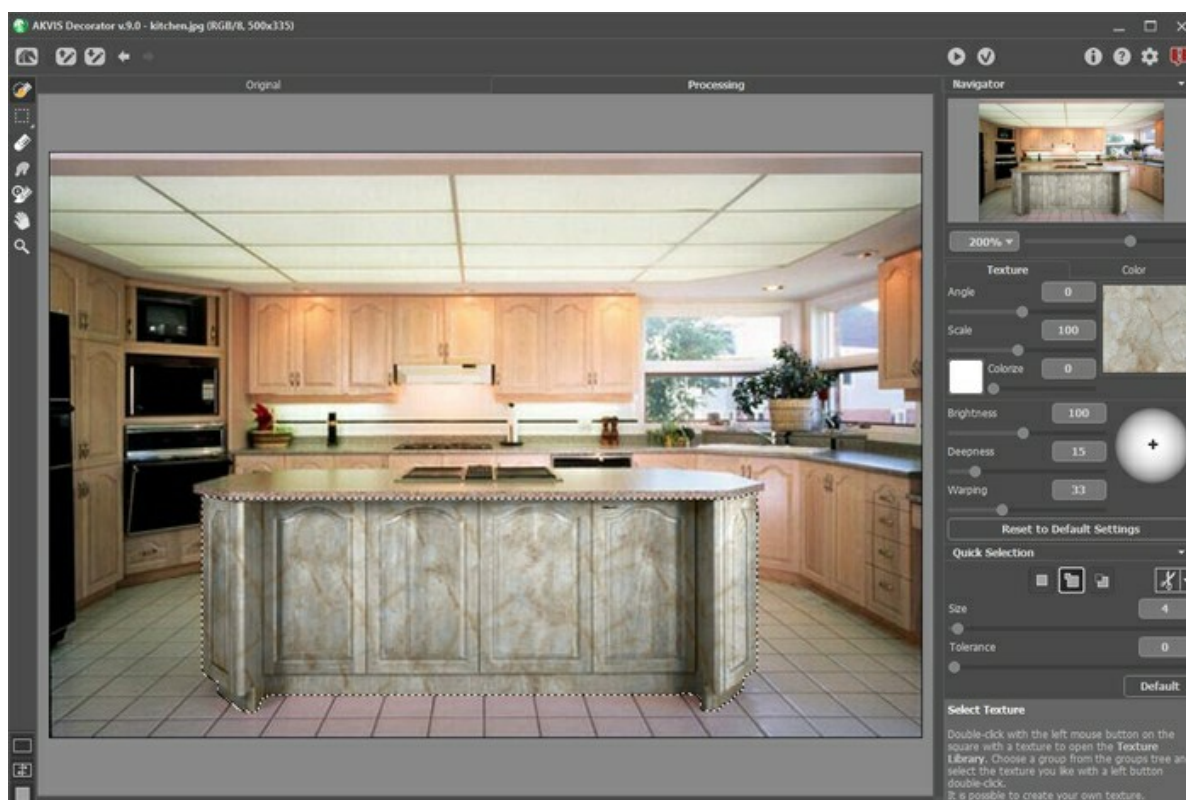 AKVIS Decorator v.9.0 - kitchen.jpg (RGB/8, 500x335)
Original
Processing
Navigator
200%
Texture
Color
Angle
0
Scale
100
Colorize
0
Brightness
100
Deepness
15
Warping
33
Reset to Default Settings
Quick Selection
Size
4
Tolerance
0
Default
Select Texture
Double-click with the left mouse button on the
square with a texture to open the Texture
Library. Choose a group from the groups tree an
select the texture you like with a left button
double-click.
It is possible to create your own texture.